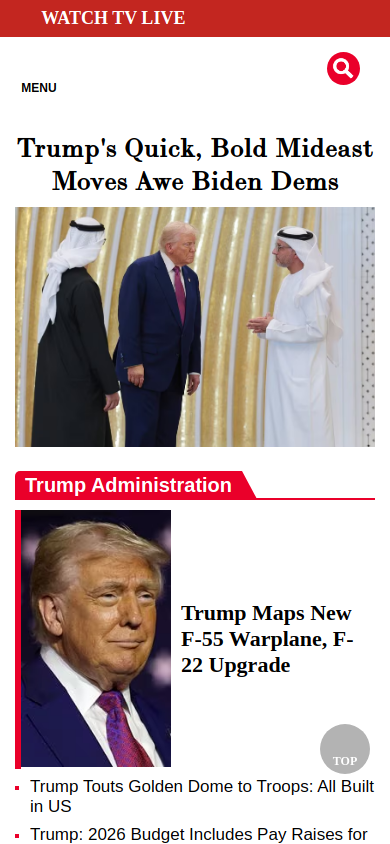 WATCH TV LIVE
MENU
Trump's Quick, Bold Mideast
Moves Awe Biden Dems
Trump Administration
Trump Maps New
F-55 Warplane, F-
22 Upgrade
TOP
Trump Touts Golden Dome to Troops: All Built
in US
Trump: 2026 Budget Includes Pay Raises for